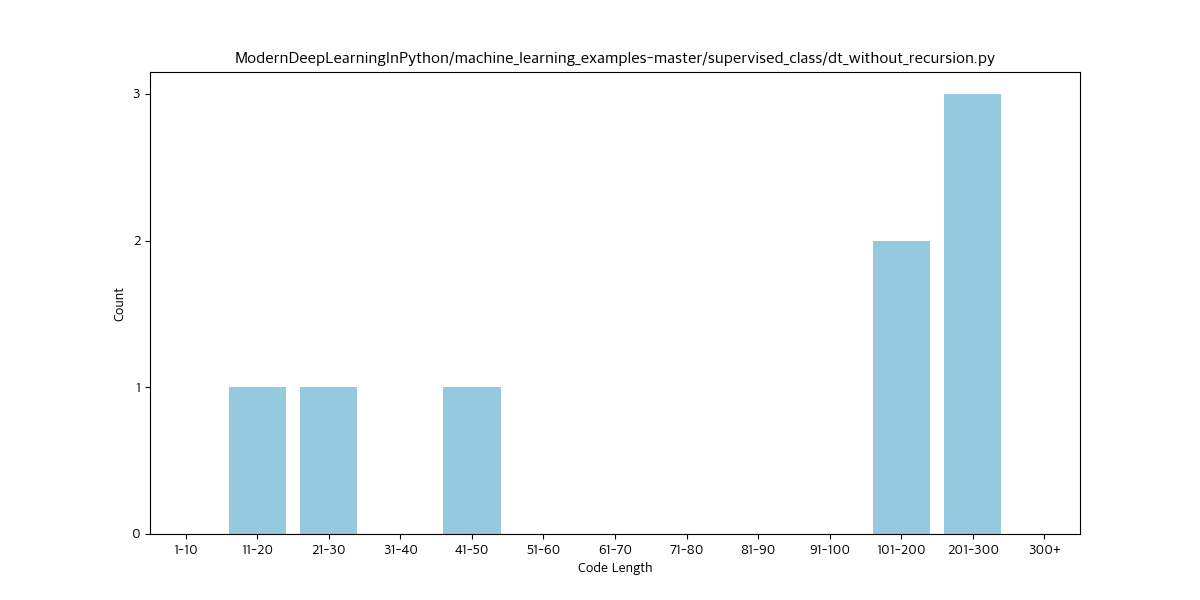 ModernDeepLearningInPython/machine_learning_examples-master/supervised_class/dt_without_recursion.py
3
2
1
0
Count
1-10 11-20 21-30 31-40 41-50 51-60 61-70 71-80 81-90 91-100 101-200 201-300 300+
Code Length